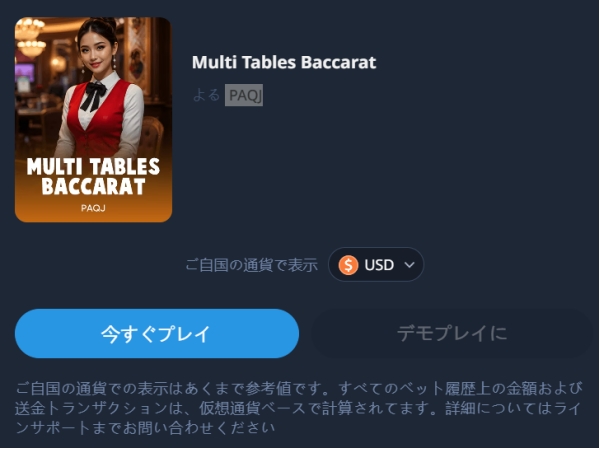 Multi Tables Baccarat
よる PAQJ
MULTI TABLES
BACCARAT
PAQJ
ご自国の通貨で表示 USD
今すぐプレイ
デモプレイに
ご自国の通貨での表示はあくまで参考値です。すべてのベット履歴上の金額および
送金トランザクションは、仮想通貨ベースで計算されてます。詳細についてはライ
ンサポートまでお問い合わせください